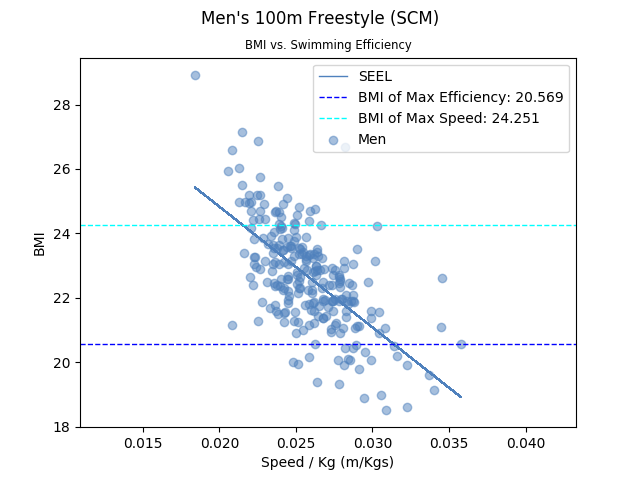 Men's 100m Freestyle (SCM)
BMI vs. Swimming Efficiency
SEEL
BMI of Max Efficiency: 20.569
BMI of Max Speed: 24.251
Men
28
26
24
22
20
18
BMI
0.015 0.020 0.025 0.030 0.035 0.040
Speed / Kg (m/Kgs)